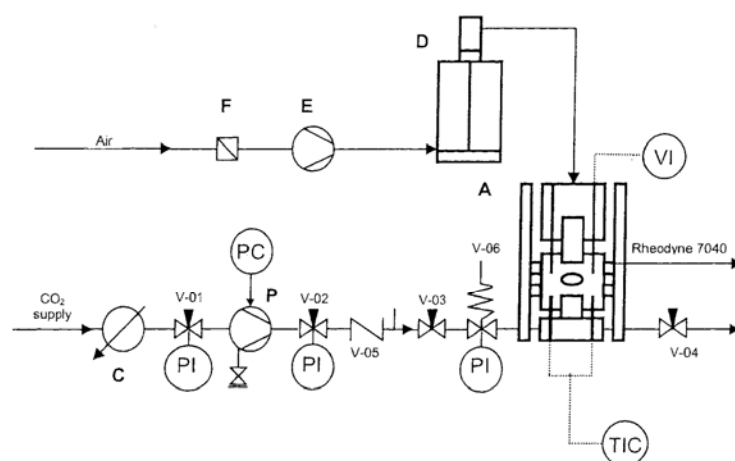 D
F
E
Air
VI
A
Rheodyne 7040
V-06
PC
CO₂
supply
V-01
P
V-02
V-03
PI
PI
V-05
PI
V-04
C
TIC